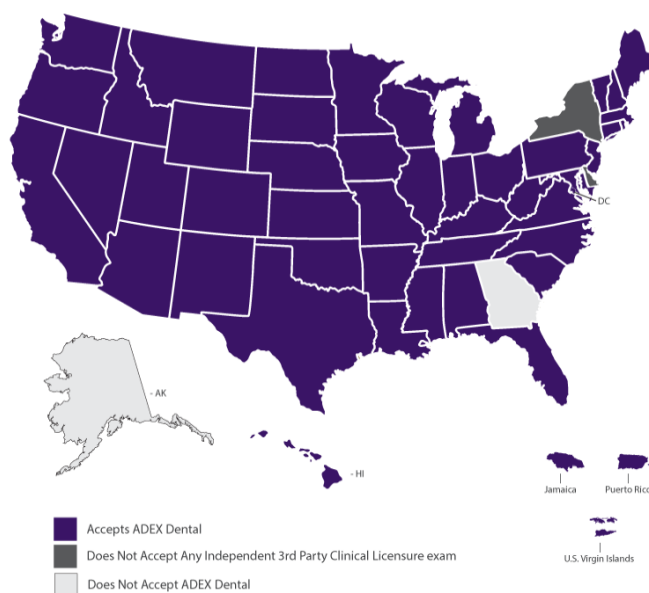 DC
- AK
- HI
Jamaica
Puerto Rico
U.S. Virgin Islands
Accepts ADEX Dental
Does Not Accept Any Independent 3rd Party Clinical Licensure exam
Does Not Accept ADEX Dental